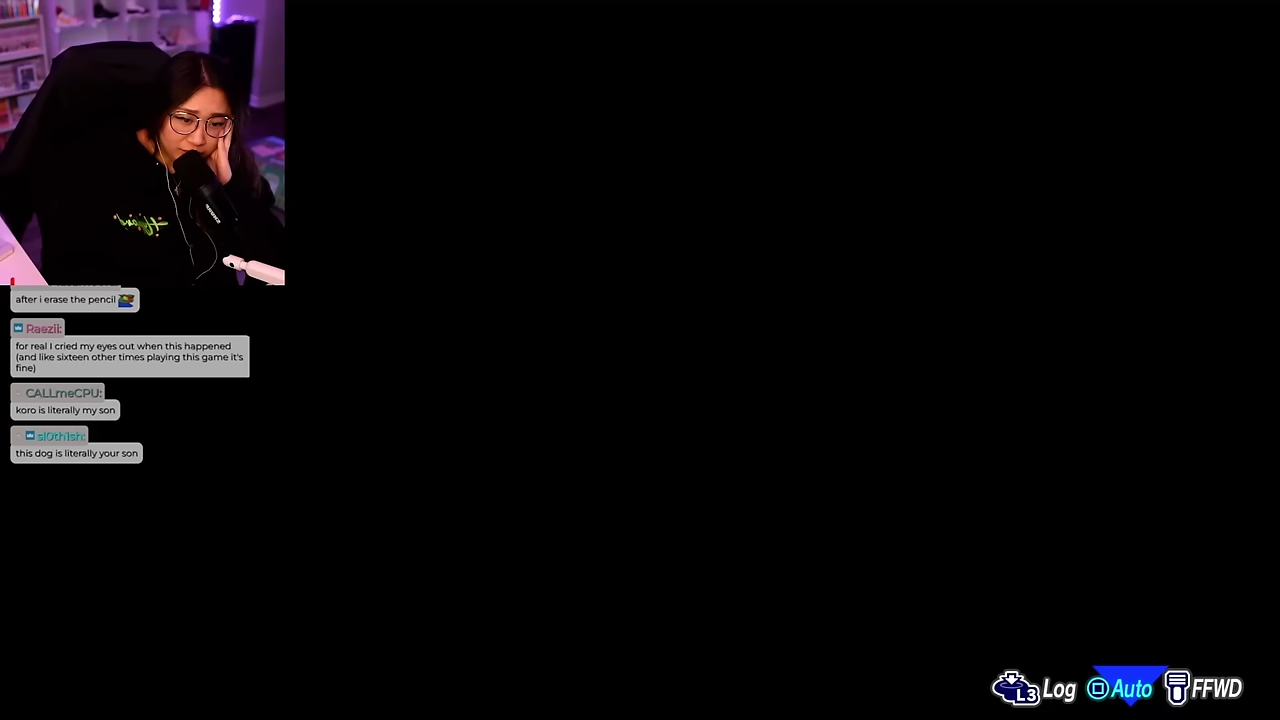 after i erase the pencil
Raezii:
for real I cried my eyes out when this happened
(and like sixteen other times playing this game it's
fine)
CALLmeCPU:
koro is literally my son
sl0th1sh:
this dog is literally your son
L3 Log Auto FFWD